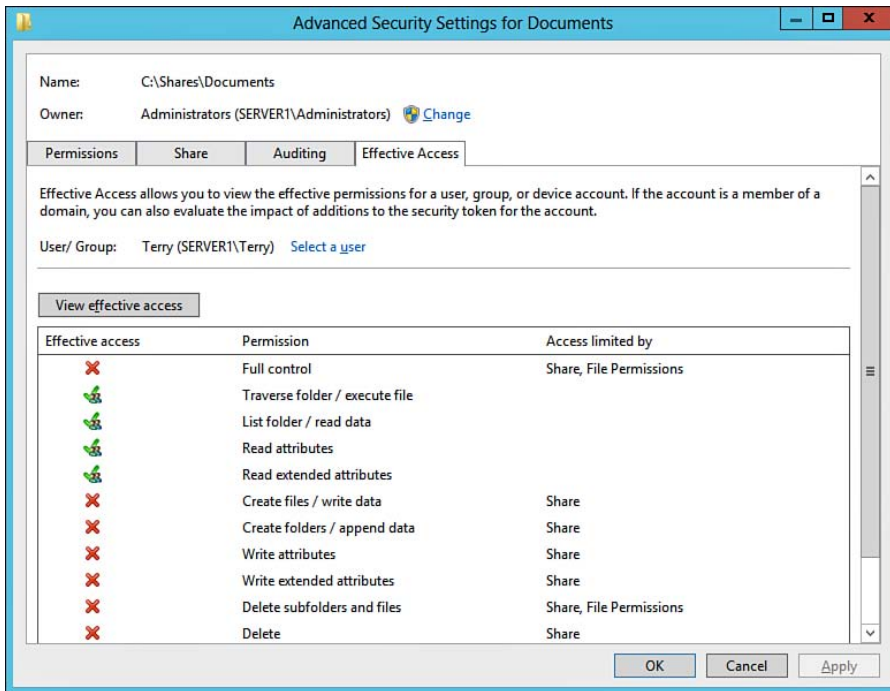 Advanced Security Settings for Documents
Name: C:\Shares\Documents
Owner: Administrators (SERVER1\Administrators) Change
Permissions Share Auditing Effective Access
Effective Access allows you to view the effective permissions for a user, group, or device account. If the account is a member of a
domain, you can also evaluate the impact of additions to the security token for the account.
User/ Group: Terry (SERVER1\Terry) Select a user
View effective access
Effective access Permission Access limited by
Full control Share, File Permissions
Traverse folder / execute file
List folder / read data
Read attributes
Read extended attributes
Create files / write data Share
Create folders / append data Share
Write attributes Share
Write extended attributes Share
Delete subfolders and files Share, File Permissions
Delete Share
OK Cancel Apply